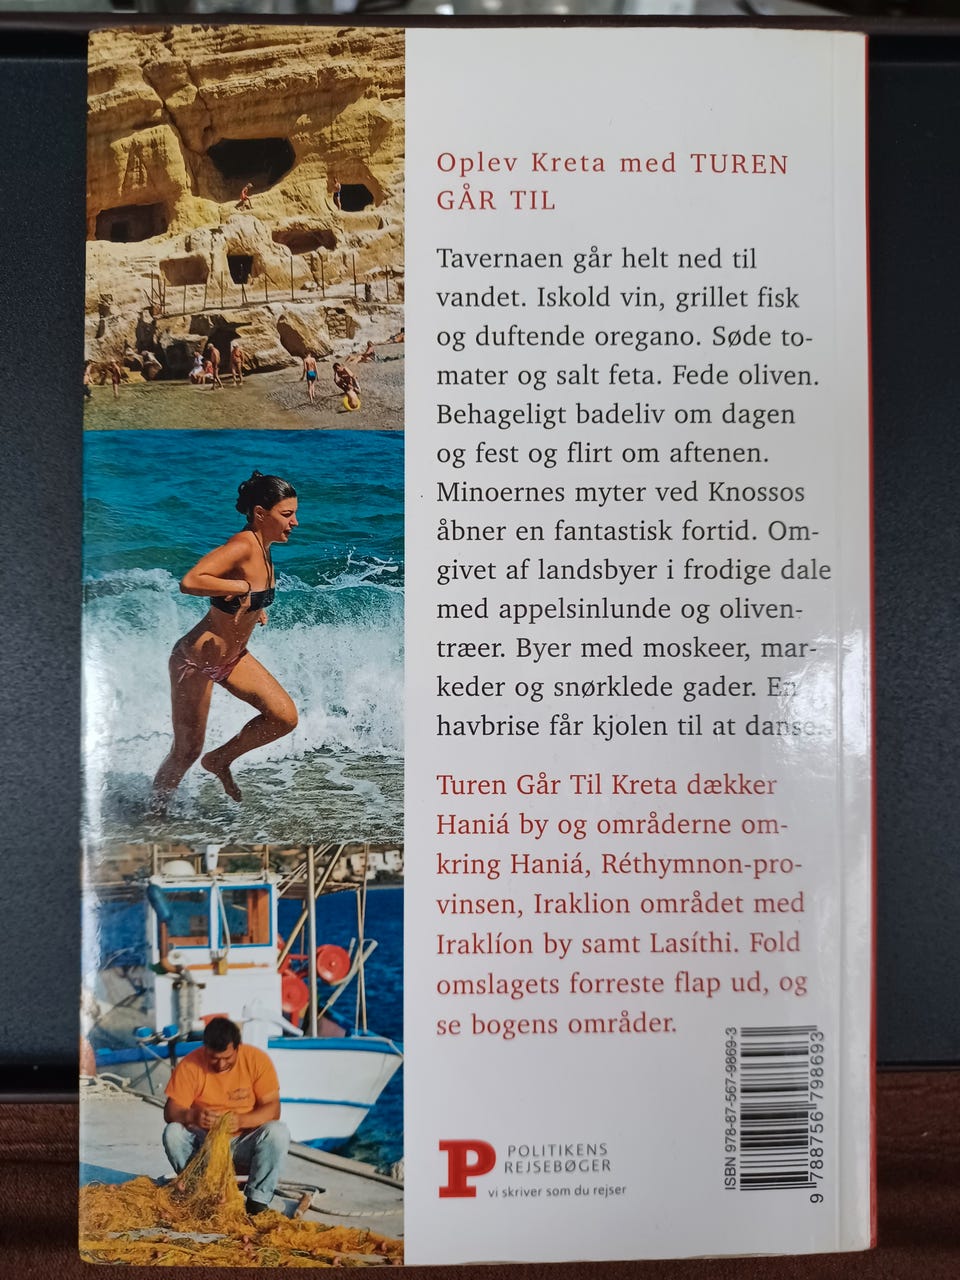 Oplev Kreta med TUREN
GÅR TIL
Tavernaen går helt ned til
vandet. Iskold vin, grillet fisk
og duftende oregano. Søde to-
mater og salt feta. Fede oliven.
Behageligt badeliv om dagen
og fest og flirt om aftenen.
Minoernes myter ved Knossos
åbner en fantastisk fortid. Om-
givet af landsbyer i frodige dale
med appelsinlunde og oliven-
træer. Byer med moskeer, mar-
keder og snørklede gader. En
havbrise får kjolen til at danse.
Turen Går Til Kreta dækker
Haniá by og områderne om-
kring Haniá, Réthymnon-pro-
vinsen, Iraklion området med
Iraklíon by samt Lasíthi. Fold
omslagets forreste flap ud, og
se bogens områder.
P
POLITIKENS
REJSEBØGER
vi skriver som du rejser
ISBN 978-87-567-9869-3
9 788756 798693